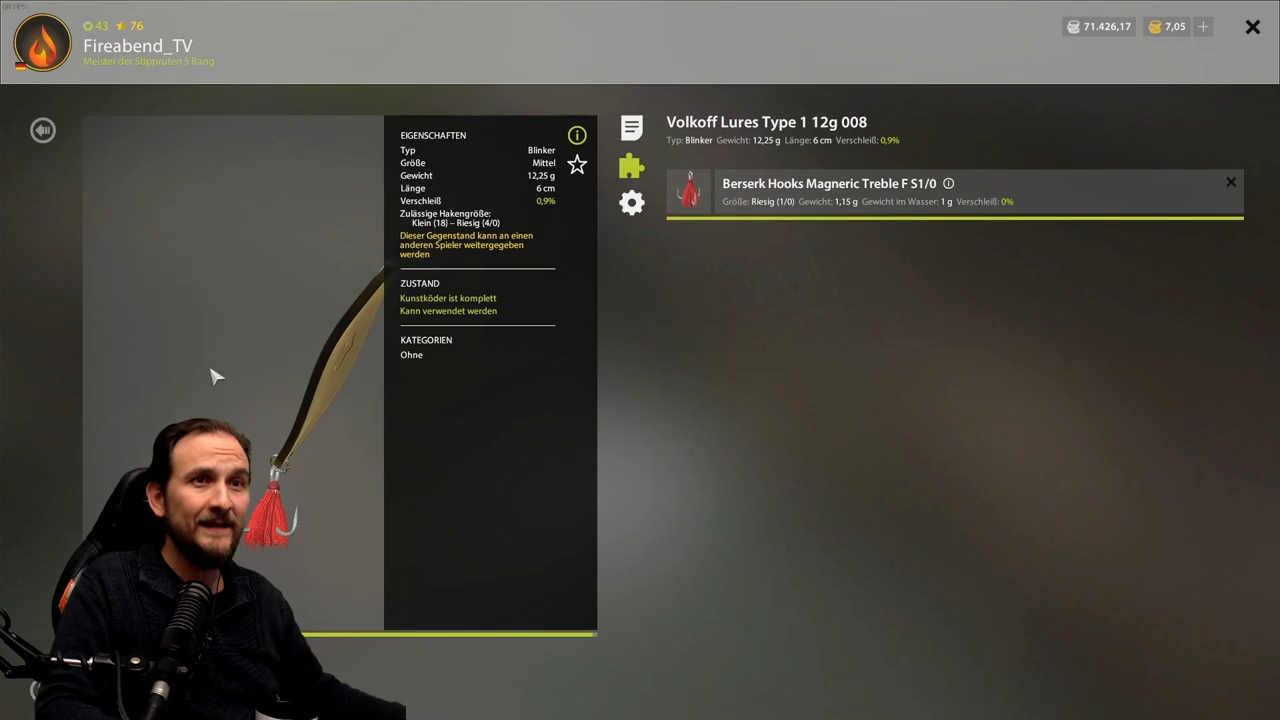 43 76
Fireabend_TV
Meister der Stippruten 5 Rang
71.426,17
7,05
EIGENSCHAFTEN
Typ Blinker
Größe Mittel
Gewicht 12,25 g
Länge 6 cm
Verschleiß 0,9%
Zulässige Hakengröße:
Klein (18) – Riesig (4/0)
Dieser Gegenstand kann an einen
anderen Spieler weitergegeben
werden
ZUSTAND
Kunstköder ist komplett
Kann verwendet werden
KATEGORIEN
Ohne
Volkoff Lures Type 1 12g 008
Typ: Blinker Gewicht: 12,25 g Länge: 6 cm Verschleiß: 0,9%
Berserk Hooks Magneric Treble F S1/0
Größe: Riesig (1/0) Gewicht: 1,15 g Gewicht im Wasser: 1 g Verschleiß: 0%